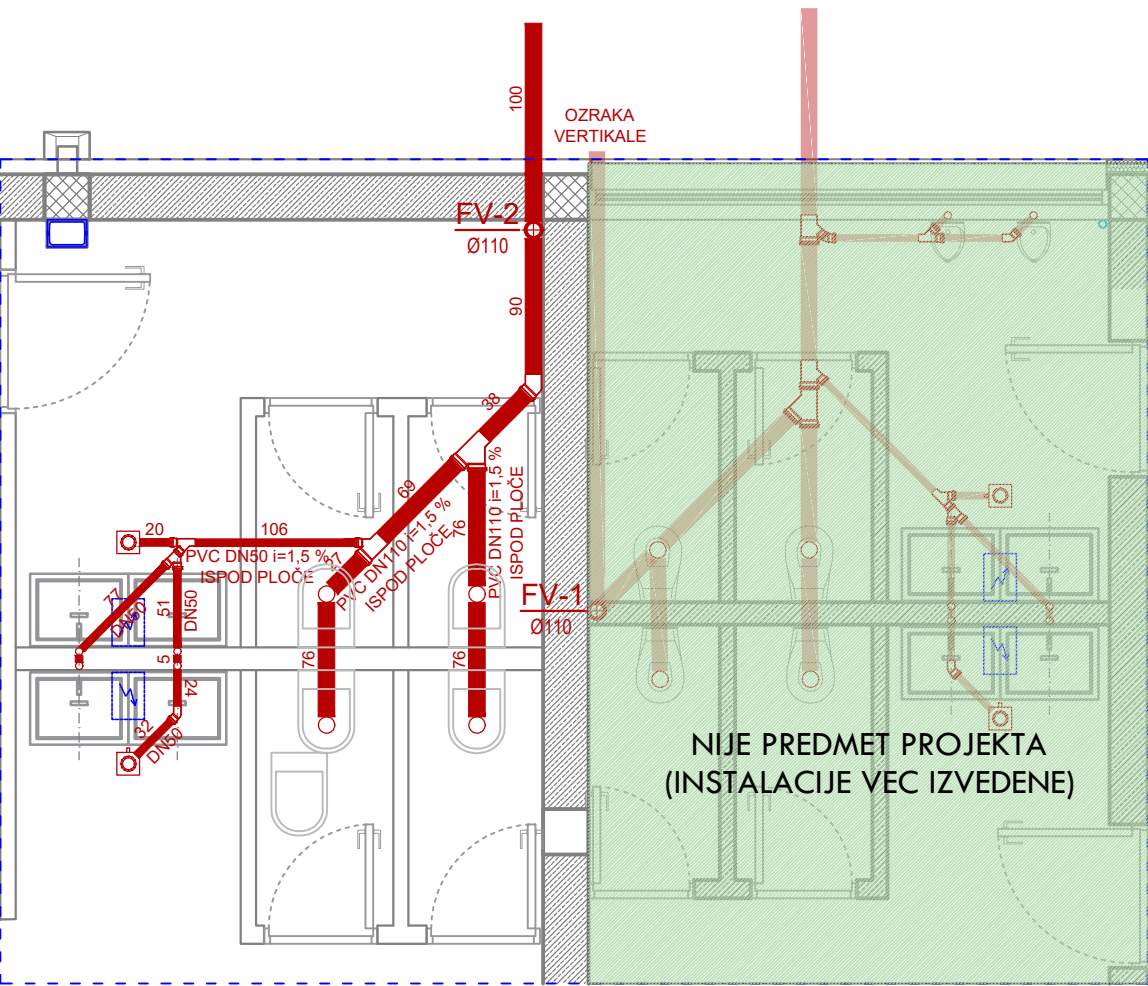 100
OZRAKA
VERTIKALE
FV-2
Ø110
90
38
69
PVC DN110 i=1,5 %
ISPOD PLOČE
76
PVC DN110 i=1,5 %
ISPOD PLOČE
37
20
106
PVC DN50 i=1,5 %
ISPOD PLOČE
77
DN50
51
DN50
5
24
32
DN50
76
76
FV-1
Ø110
NIJE PREDMET PROJEKTA
(INSTALACIJE VEC IZVEDENE)